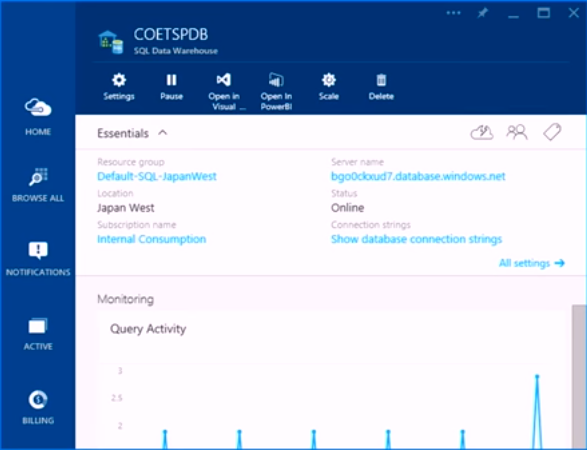 COETSPDB
SQL Data Warehouse
Settings
Pause
Open in Visual ...
Open In PowerBI
Scale
Delete
HOME
BROWSE ALL
NOTIFICATIONS
ACTIVE
BILLING
Essentials
Resource group
Default-SQL-JapanWest
Location
Japan West
Subscription name
Internal Consumption
Server name
bgo0ckxud7.database.windows.net
Status
Online
Connection strings
Show database connection strings
All settings
Monitoring
Query Activity
3
2.5
2